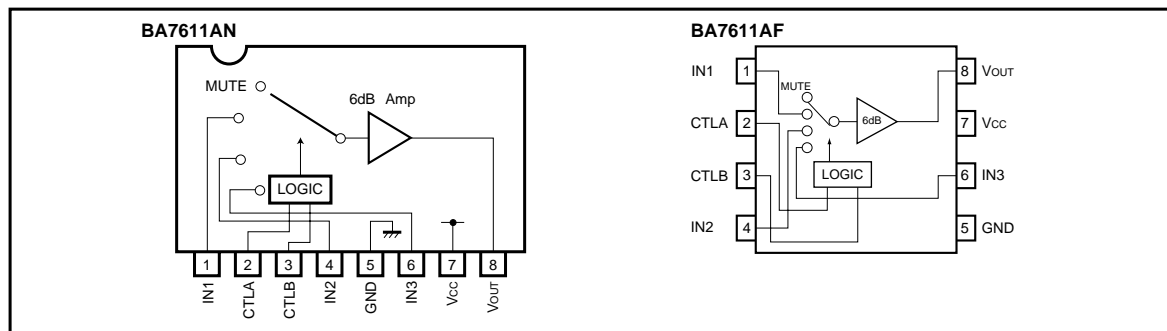 BA7611AN
MUTE
6dB Amp
LOGIC
1 2 3 4 5 6 7 8
IN1 CTLA CTLB IN2 GND IN3 VCC VOUT
BA7611AF
IN1 1 8 VOUT
MUTE
CTLA 2 6dB 7 VCC
CTLB 3 LOGIC 6 IN3
IN2 4 5 GND